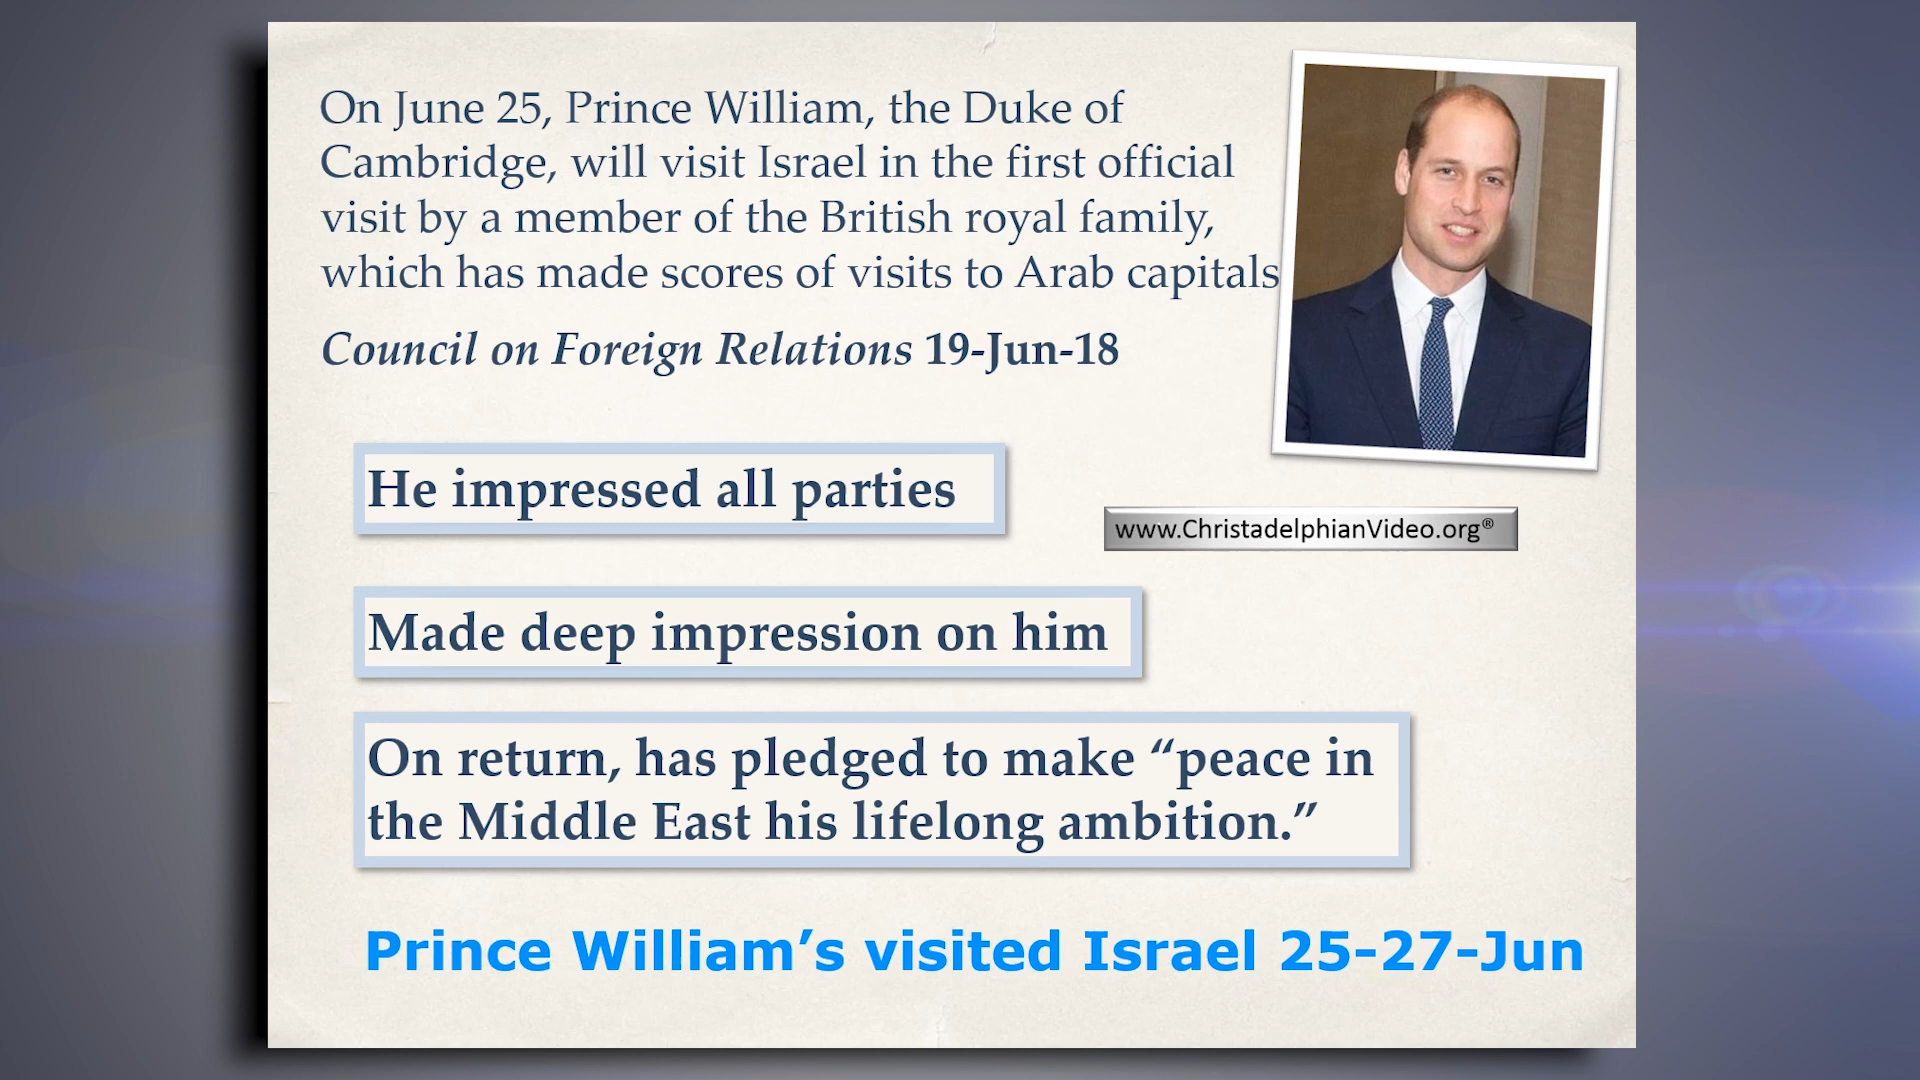 On June 25, Prince William, the Duke of
Cambridge, will visit Israel in the first official
visit by a member of the British royal family,
which has made scores of visits to Arab capitals
Council on Foreign Relations 19-Jun-18
He impressed all parties
www.ChristadelphianVideo.org®
Made deep impression on him
On return, has pledged to make “peace in
the Middle East his lifelong ambition.”
Prince William’s visited Israel 25-27-Jun